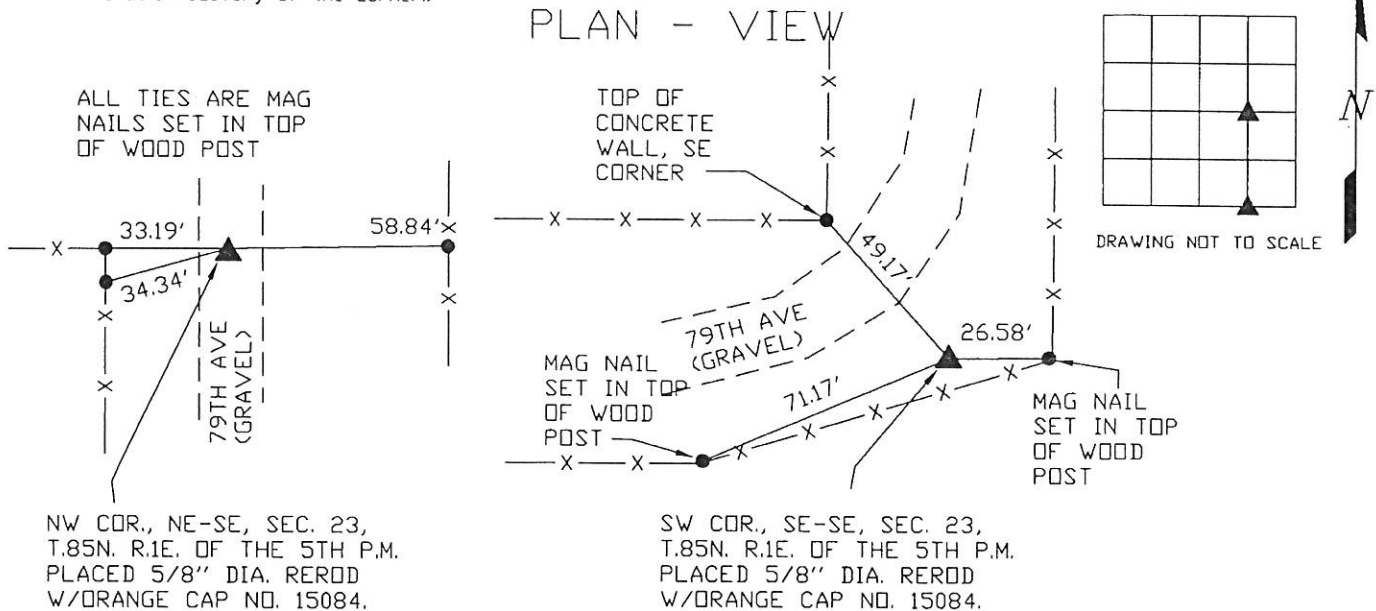 PLAN - VIEW
ALL TIES ARE MAG
NAILS SET IN TOP
OF WOOD POST
33.19'
58.84'
34.34'
79TH AVE
(GRAVEL)
NW COR., NE-SE, SEC. 23,
T.85N. R.1E. OF THE 5TH P.M.
PLACED 5/8'' DIA. REROD
W/ORANGE CAP NO. 15084.
TOP OF
CONCRETE
WALL, SE
CORNER
49.17'
79TH AVE
(GRAVEL)
26.58'
71.17'
MAG NAIL
SET IN TOP
OF WOOD
POST
MAG NAIL
SET IN TOP
OF WOOD
POST
SW COR., SE-SE, SEC. 23,
T.85N. R.1E. OF THE 5TH P.M.
PLACED 5/8'' DIA. REROD
W/ORANGE CAP NO. 15084.
N
DRAWING NOT TO SCALE